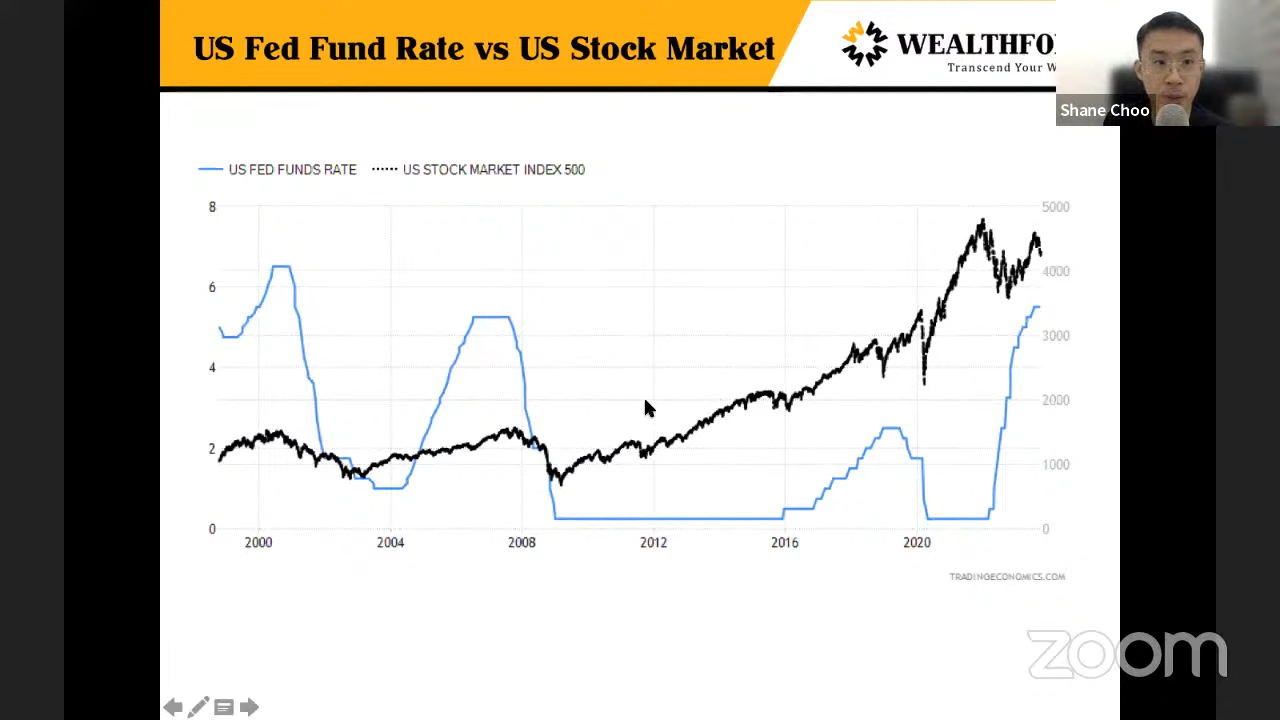 US Fed Fund Rate vs US Stock Market
WEALTHFO
Transcend Your W
Shane Choo
US FED FUNDS RATE
US STOCK MARKET INDEX 500
8
6
4
2
0
5000
4000
3000
2000
1000
0
2000
2004
2008
2012
2016
2020
TRADINGECONOMICS.COM
zoom